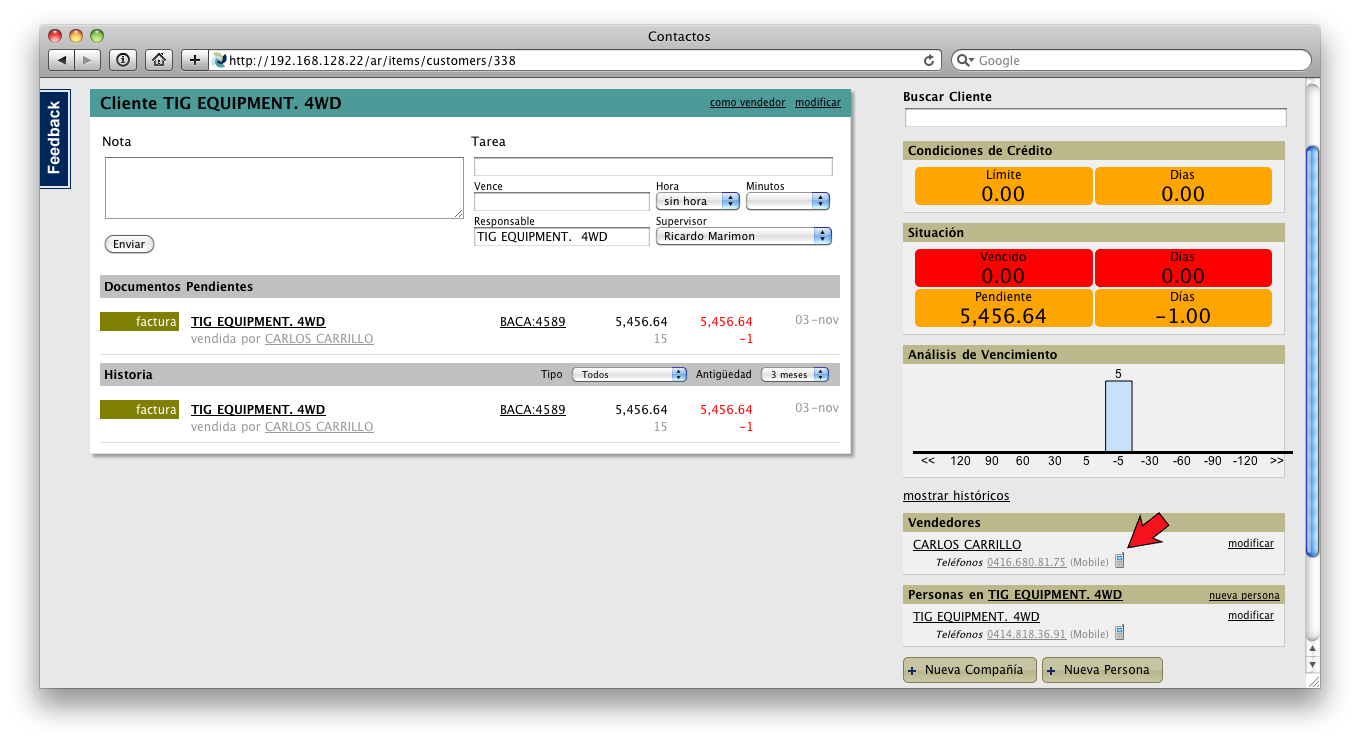 Contactos
http://192.168.128.22/ar/items/customers/338
Google
Feedback
Cliente TIG EQUIPMENT. 4WD
como vendedor modificar
Nota
Tarea
Vence
Hora
Minutos
sin hora
Responsable
Supervisor
TIG EQUIPMENT. 4WD
Ricardo Marimon
Enviar
Documentos Pendientes
factura TIG EQUIPMENT. 4WD BACA:4589 5,456.64 5,456.64 03-nov
vendida por CARLOS CARRILLO 15 -1
Historia Tipo Todos Antigüedad 3 meses
factura TIG EQUIPMENT. 4WD BACA:4589 5,456.64 5,456.64 03-nov
vendida por CARLOS CARRILLO 15 -1
Buscar Cliente
Condiciones de Crédito
Límite Dias
0.00 0.00
Situación
Vencido Días
0.00 0.00
Pendiente Días
5,456.64 -1.00
Análisis de Vencimiento
5
<< 120 90 60 30 5 -5 -30 -60 -90 -120 >>
mostrar históricos
Vendedores
CARLOS CARRILLO modificar
Teléfonos 0416.680.81.75 (Mobile)
Personas en TIG EQUIPMENT. 4WD nueva persona
TIG EQUIPMENT. 4WD modificar
Teléfonos 0414.818.36.91 (Mobile)
+ Nueva Compañía + Nueva Persona